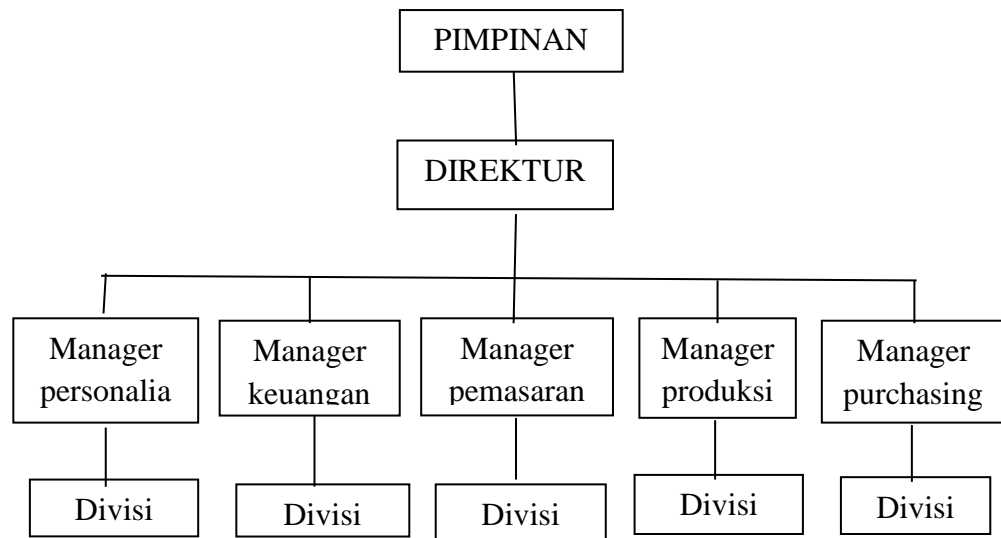 PIMPINAN
DIREKTUR
Manager
personalia
Manager
keuangan
Manager
pemasaran
Manager
produksi
Manager
purchasing
Divisi
Divisi
Divisi
Divisi
Divisi